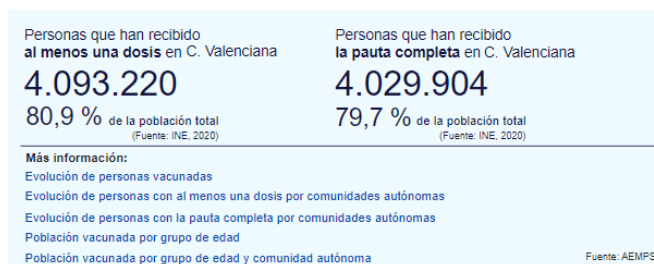 Personas que han recibido
al menos una dosis en C. Valenciana
4.093.220
80,9 % de la población total
(Fuente: INE, 2020)
Personas que han recibido
la pauta completa en C. Valenciana
4.029.904
79,7 % de la población total
(Fuente: INE, 2020)
Más información:
Evolución de personas vacunadas
Evolución de personas con al menos una dosis por comunidades autónomas
Evolución de personas con la pauta completa por comunidades autónomas
Población vacunada por grupo de edad
Población vacunada por grupo de edad y comunidad autónoma
Fuente: AEMPS